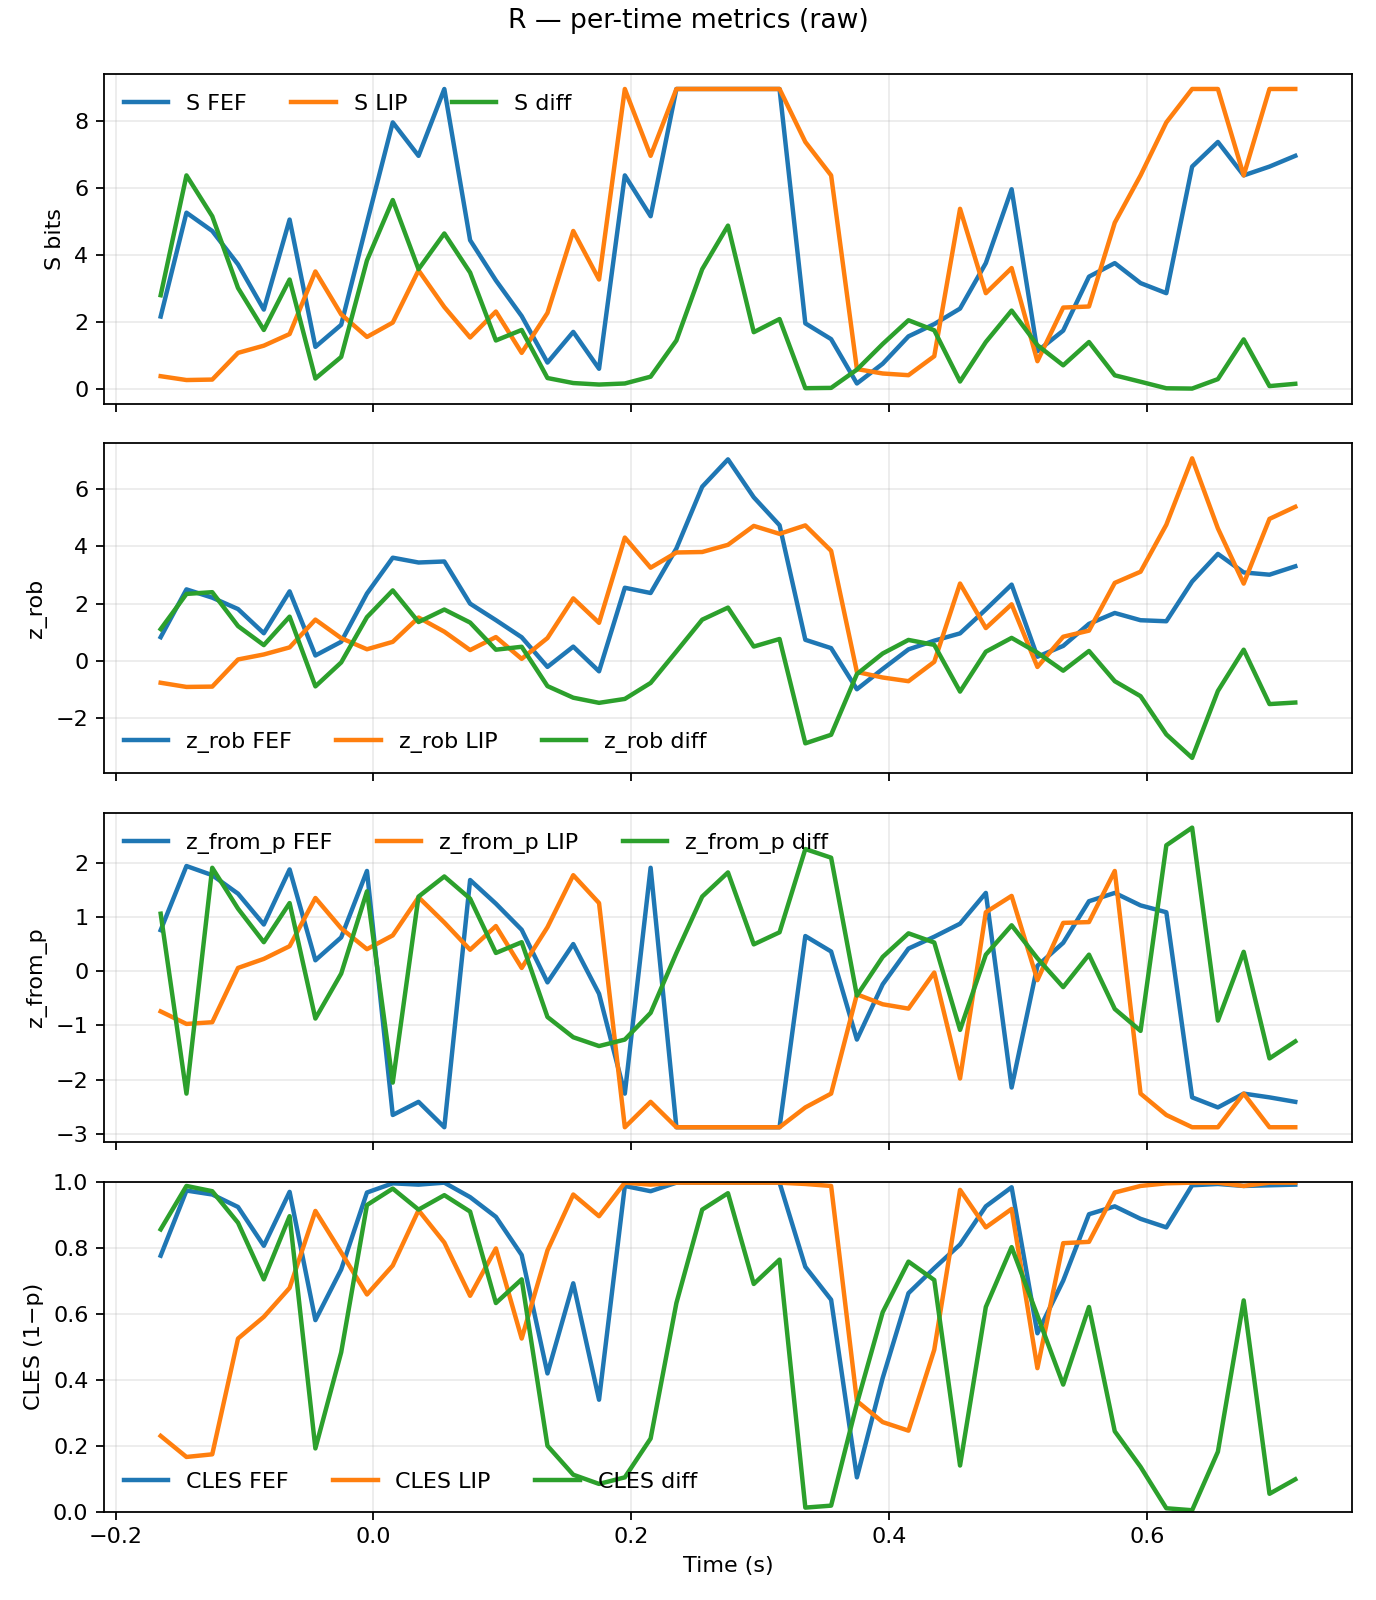 R — per-time metrics (raw)
S FEF S LIP S diff
8
6
4
2
0
S bits
6
4
2
0
−2
z_rob
z_rob FEF z_rob LIP z_rob diff
z_from_p FEF z_from_p LIP z_from_p diff
2
1
0
−1
−2
−3
z_from_p
1.0
0.8
0.6
0.4
0.2
0.0
CLES (1−p)
CLES FEF CLES LIP CLES diff
−0.2 0.0 0.2 0.4 0.6
Time (s)